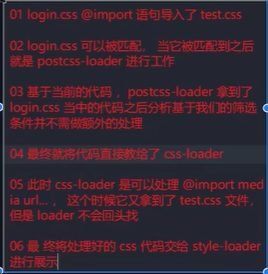 01 login.css @import 语句导入了 test.css
02 login.css 可以被匹配，当它被匹配到之后
就是 postcss-loader 进行工作
03 基于当前的代码，postcss-loader 拿到了
login.css 当中的代码之后分析基于我们的筛选
条件并不需做额外的处理
04 最终就将代码直接教给了 css-loader
05 此时 css-loader 是可以处理 @import med
ia url... ，这个时候它又拿到了 test.css 文件，
但是 loader 不会回头找
06 最 终将处理好的 css 代码交给 style-loader
进行展示